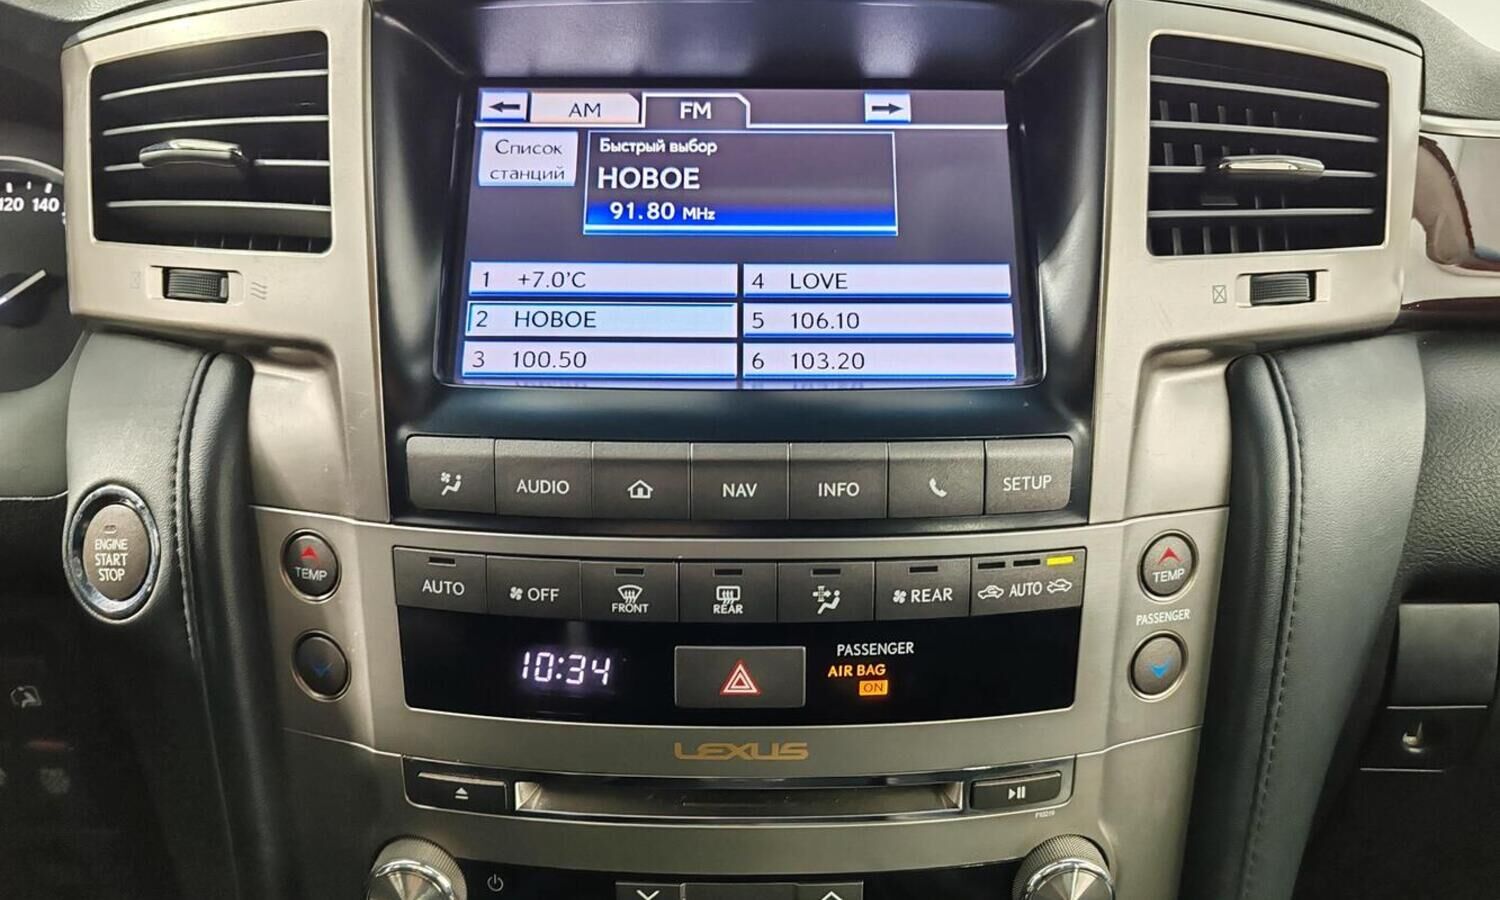 AM FM
Список
станций
Быстрый выбор
НОВОЕ
91.80 MHz
1 +7.0'C
4 LOVE
2 НОВОЕ
5 106.10
3 100.50
6 103.20
120 140
AUDIO NAV INFO SETUP
ENGINE
START
STOP
TEMP
AUTO OFF FRONT REAR REAR AUTO
TEMP
PASSENGER
10:34
PASSENGER
AIR BAG
ON
LEXUS